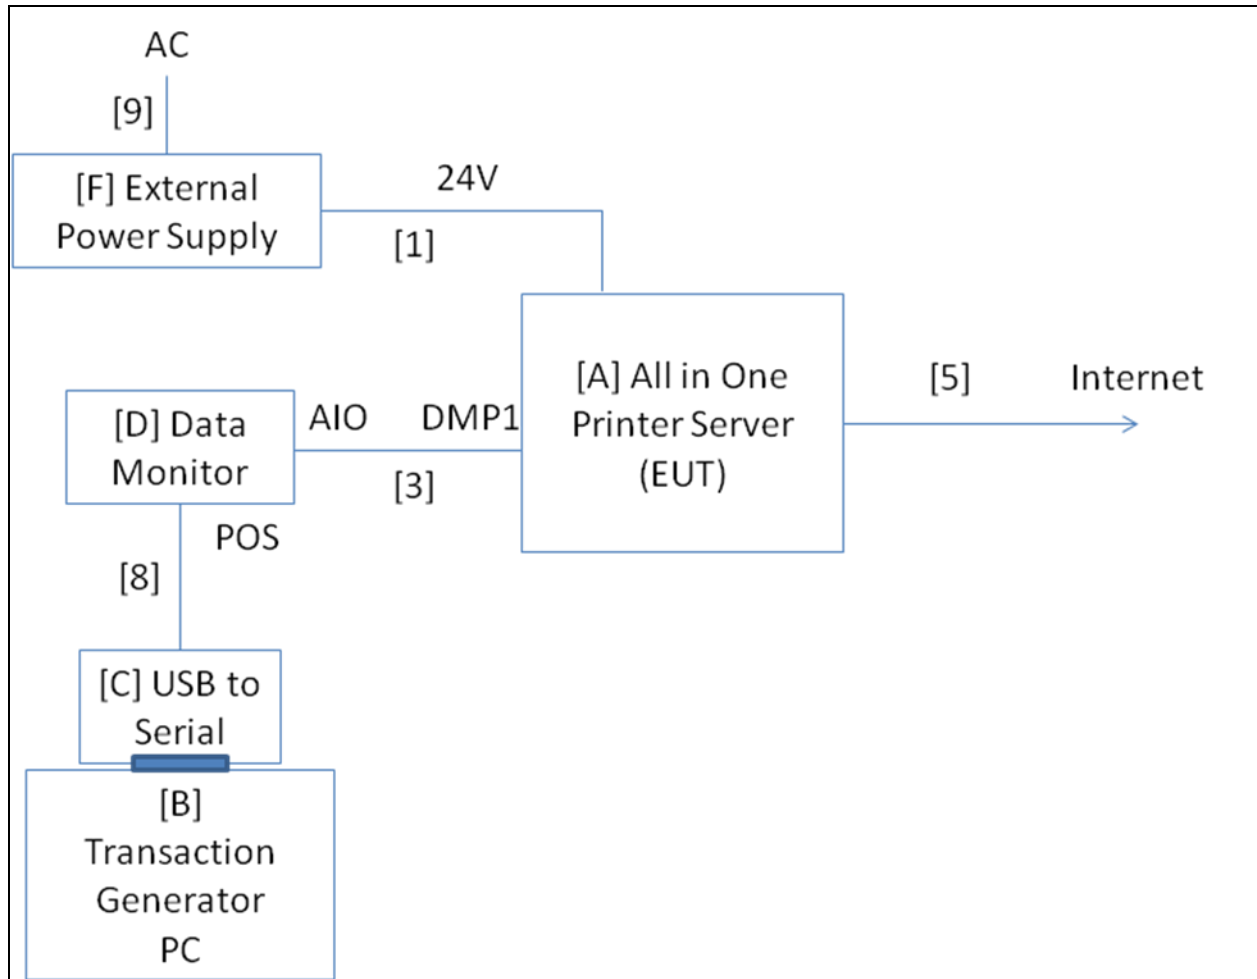 AC
[9]
[F] External
Power Supply
24V
[1]
[A] All in One
Printer Server
(EUT)
[5]
Internet
[D] Data
Monitor
AIO
DMP1
[3]
POS
[8]
[C] USB to
Serial
[B]
Transaction
Generator
PC